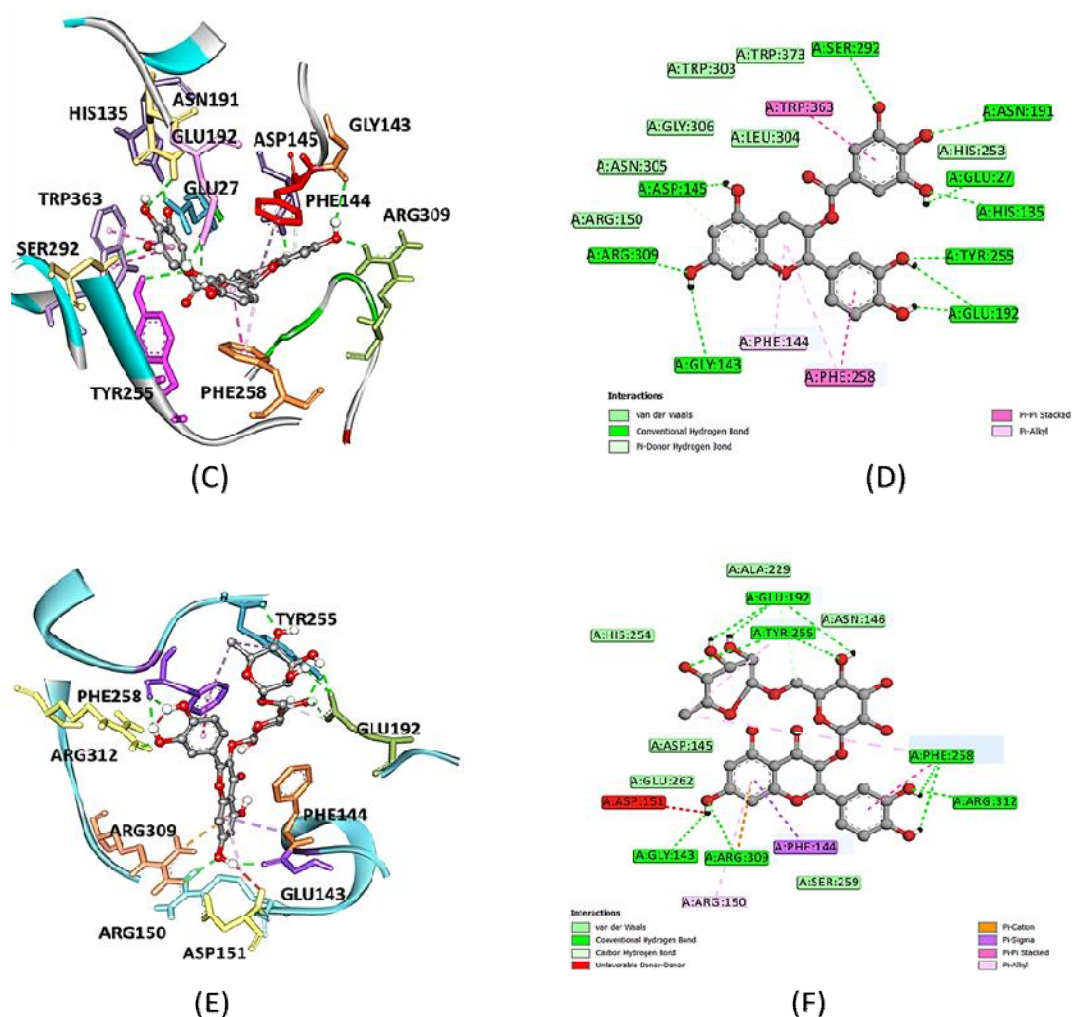 ASN191
HIS135
GLU192
ASP145
GLY143
GLU27
PHE144
TRP363
ARG309
SER292
TYR255
PHE258
(C)
A:SER:292
A:TRP:373
A:TRP:303
A:TRP:363
A:ASN:191
A:GLY:306
A:LEU:304
A:HIS:253
A:ASN:305
A:GLU:27
A:ASP:145
A:HIS:135
A:ARG:150
A:ARG:309
A:TYR:255
A:GLU:192
A:PHE:144
A:GLY:143
A:PHE:258
Interactions
van der Waals
Conventional Hydrogen Bond
Pi-Donor Hydrogen Bond
Pi-Pi Stacked
Pi-Alkyl
(D)
TYR255
PHE258
GLU192
ARG312
PHE144
ARG309
GLU143
ARG150
ASP151
(E)
A:ALA:229
A:GLU:192
A:ASN:146
A:HIS:254
A:TYR:255
A:ASP:145
A:PHE:258
A:GLU:262
A:ASP:151
A:ARG:312
A:GLY:143
A:ARG:309
A:PHE:144
A:SER:259
A:ARG:150
Interactions
van der Waals
Conventional Hydrogen Bond
Carbon Hydrogen Bond
Unfavorable Donor-Donor
Pi-Cation
Pi-Sigma
Pi-Pi Stacked
Pi-Alkyl
(F)